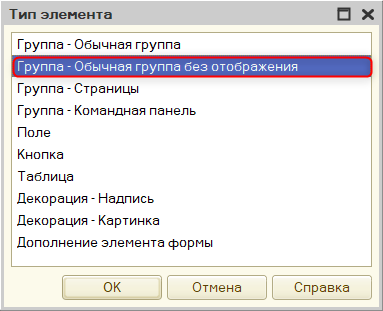 Тип элемента
Группа - Обычная группа
Группа - Обычная группа без отображения
Группа - Страницы
Группа - Командная панель
Поле
Кнопка
Таблица
Декорация - Надпись
Декорация - Картинка
Дополнение элемента формы
ОК
Отмена
Справка